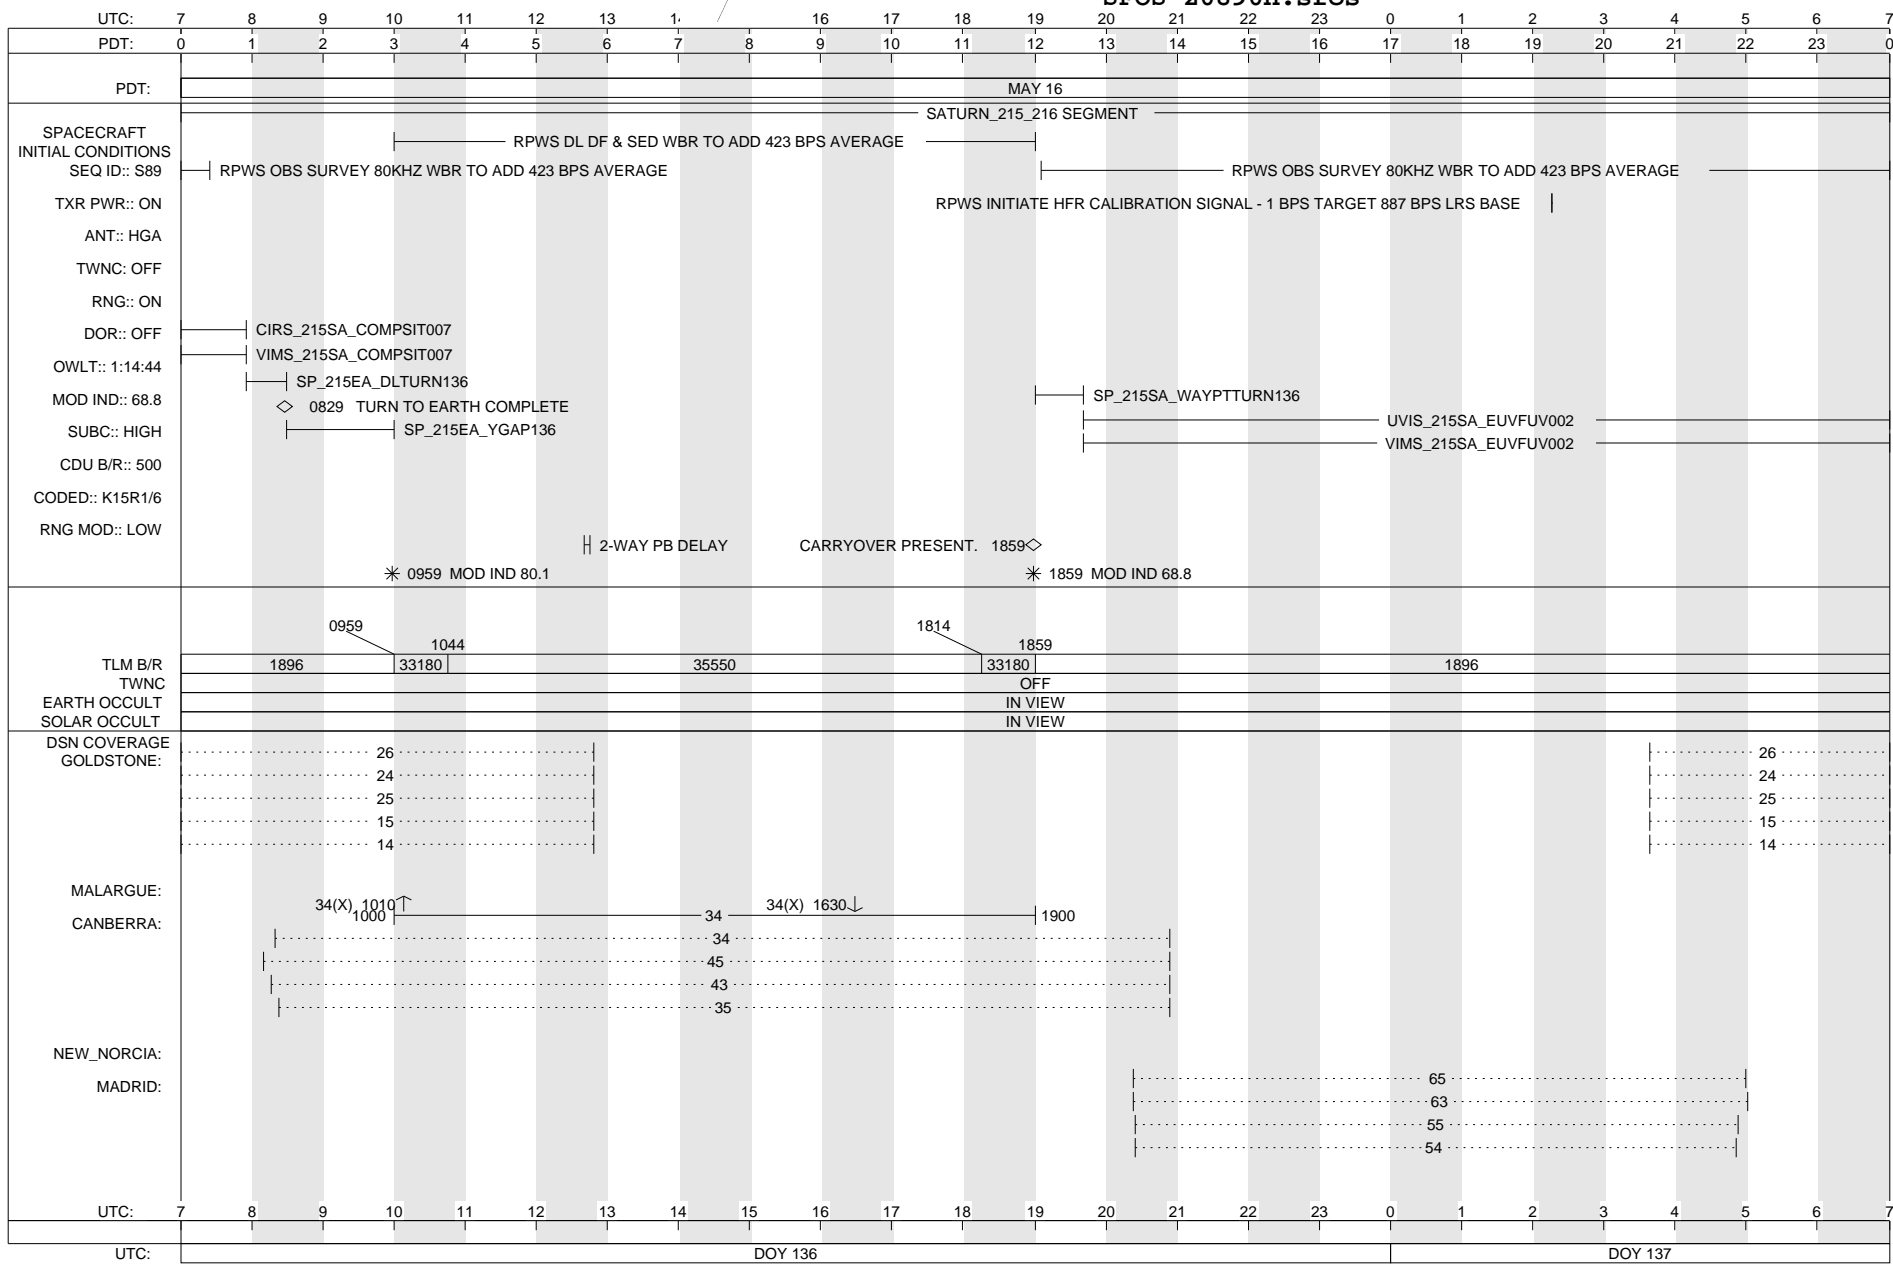 UTC: 7 8 9 10 11 12 13 16 17 18 19 20 21 22 23 0 1 2 3 4 5 6 7
PDT: 0 1 2 3 4 5 6 7 8 9 10 11 12 13 14 15 16 17 18 19 20 21 22 23 0
PDT: MAY 16
SATURN_215_216 SEGMENT
SPACECRAFT
INITIAL CONDITIONS
RPWS DL DF & SED WBR TO ADD 423 BPS AVERAGE
SEQ ID:: S89 RPWS OBS SURVEY 80KHZ WBR TO ADD 423 BPS AVERAGE RPWS OBS SURVEY 80KHZ WBR TO ADD 423 BPS AVERAGE
TXR PWR:: ON RPWS INITIATE HFR CALIBRATION SIGNAL - 1 BPS TARGET 887 BPS LRS BASE
ANT:: HGA
TWNC: OFF
RNG:: ON
DOR:: OFF CIRS_215SA_COMPSIT007
VIMS_215SA_COMPSIT007
OWLT:: 1:14:44
SP_215EA_DLTURN136
MOD IND:: 68.8 SP_215SA_WAYPTTURN136
0829 TURN TO EARTH COMPLETE
UVIS_215SA_EUVFUV002
SUBC:: HIGH SP_215EA_YGAP136
VIMS_215SA_EUVFUV002
CDU B/R:: 500
CODED:: K15R1/6
RNG MOD:: LOW
2-WAY PB DELAY CARRYOVER PRESENT. 1859
0959 MOD IND 80.1 1859 MOD IND 68.8
0959 1814
1044 1859
TLM B/R 1896 33180 35550 33180 1896
TWNC OFF
EARTH OCCULT IN VIEW
SOLAR OCCULT IN VIEW
DSN COVERAGE
GOLDSTONE: 26 26
24 24
25 25
15 15
14 14
MALARGUE:
34(X) 1010 34(X) 1630
CANBERRA: 1000 34 1900
34
45
43
35
NEW_NORCIA:
MADRID: 65
63
55
54
UTC: 7 8 9 10 11 12 13 14 15 16 17 18 19 20 21 22 23 0 1 2 3 4 5 6 7
UTC: DOY 136 DOY 137